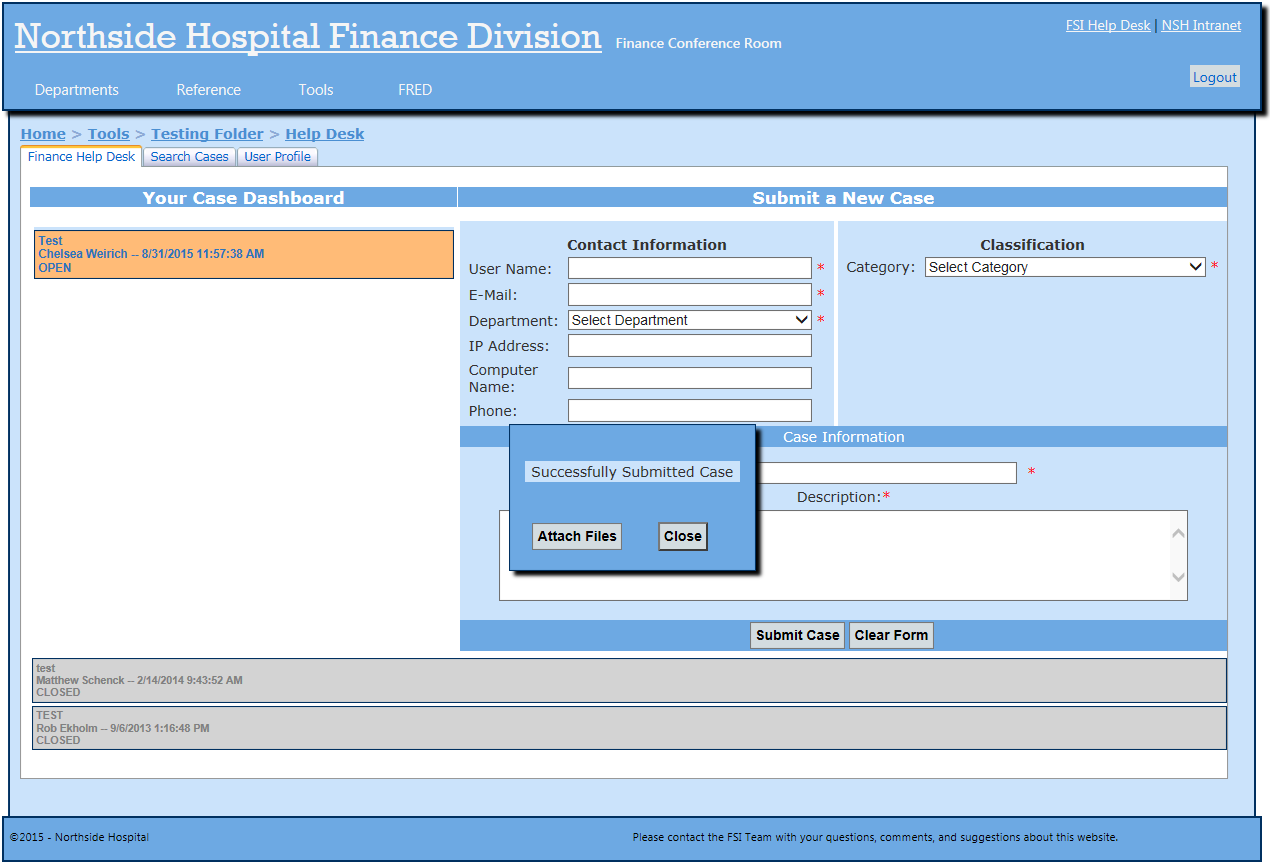 Northside Hospital Finance Division Finance Conference Room
FSI Help Desk | NSH Intranet
Logout
Departments Reference Tools FRED
Home > Tools > Testing Folder > Help Desk
Finance Help Desk Search Cases User Profile
Your Case Dashboard Submit a New Case
Test
Chelsea Weirich -- 8/31/2015 11:57:38 AM
OPEN
Contact Information
User Name: *
E-Mail: *
Department: Select Department *
IP Address:
Computer
Name:
Phone:
Classification
Category: Select Category *
Case Information
*
Description:*
Successfully Submitted Case
Attach Files Close
Submit Case Clear Form
test
Matthew Schenck -- 2/14/2014 9:43:52 AM
CLOSED
TEST
Rob Ekholm -- 9/6/2013 1:16:48 PM
CLOSED
©2015 - Northside Hospital Please contact the FSI Team with your questions, comments, and suggestions about this website.